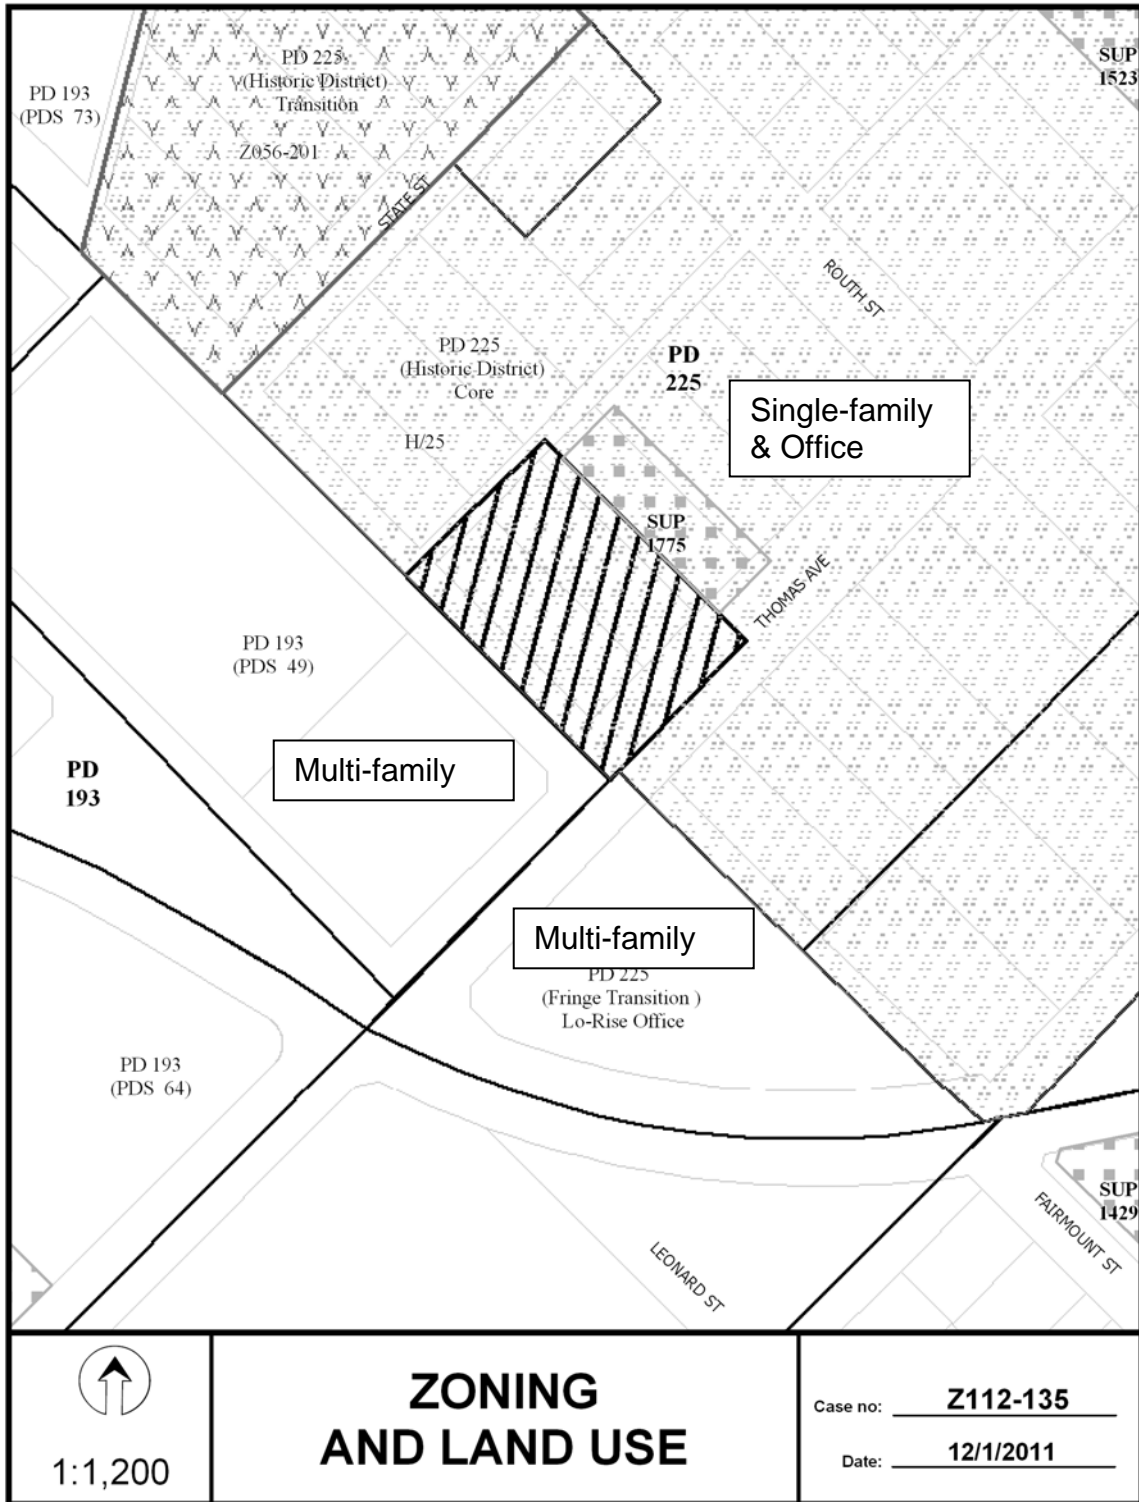 PD 225
(Historic District)
Transition
Z056-201
PD 193
(PDS 73)
SUP
1523
STATE ST
ROUTH ST
PD 225
(Historic District)
Core
H/25
PD
225
Single-family
& Office
SUP
1775
THOMAS AVE
PD 193
(PDS 49)
Multi-family
PD
193
Multi-family
PD 225
(Fringe Transition )
Lo-Rise Office
PD 193
(PDS 64)
SUP
1429
FAIRMOUNT ST
LEONARD ST
1:1,200
ZONING
AND LAND USE
Case no: Z112-135
Date: 12/1/2011